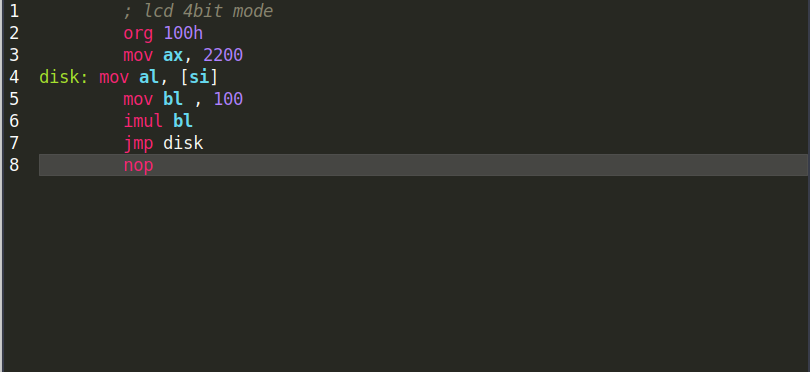 1 ; lcd 4bit mode
2 org 100h
3 mov ax, 2200
4 disk: mov al, [si]
5 mov bl , 100
6 imul bl
7 jmp disk
8 nop